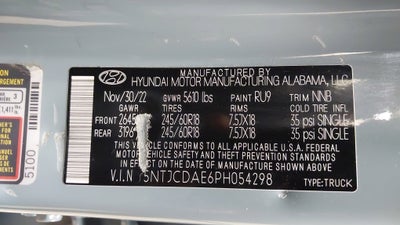 MANUFACTURED BY
HYUNDAI MOTOR MANUFACTURING ALABAMA, LLC
Nov/30/22 GVWR 5610 lbs PAINT RU9 TRIM NNB
GAWR TIRES RIMS COLD TIRE INFL
FRONT 2645 245/60R18 7.5JX18 35 psi SINGLE
REAR 3196 245/60R18 7.5JX18 35 psi SINGLE
THIS VEHICLE CONFORMS TO ALL APPLICABLE FEDERAL
MOTOR VEHICLE SAFETY AND THEFT PREVENTION STANDARDS
IN EFFECT ON THE DATE OF MANUFACTURE SHOWN ABOVE.
V.I.N 5NTJCDAE6PH054298
TYPE:TRUCK
5100